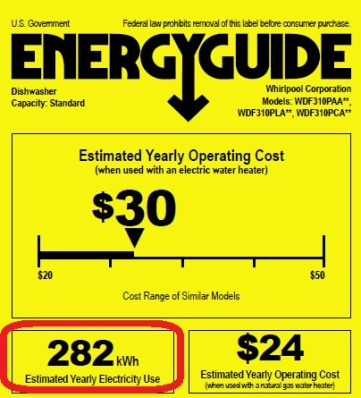 U.S. Government Federal law prohibits removal of this label before consumer purchase.
ENERGYGUIDE
Dishwasher
Capacity: Standard
Whirlpool Corporation
Models: WDF310PAA**,
WDF310PLA**, WDF310PCA**
Estimated Yearly Operating Cost
(when used with an electric water heater)
$30
$20 $50
Cost Range of Similar Models
282 kWh
Estimated Yearly Electricity Use
$24
Estimated Yearly Operating Cost
(when used with a natural gas water heater)